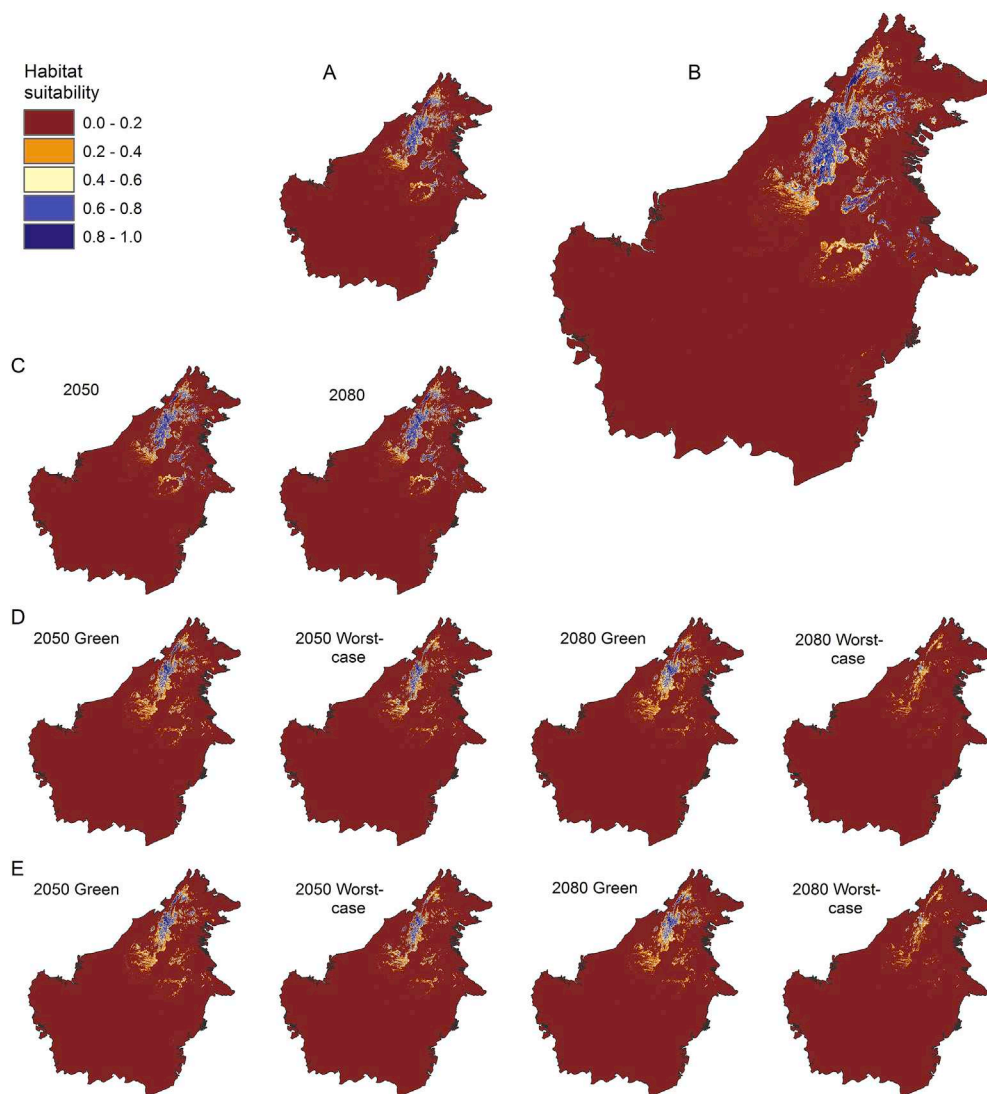 Habitat
suitability
0.0 - 0.2
0.2 - 0.4
0.4 - 0.6
0.6 - 0.8
0.8 - 1.0
A
B
C
2050
2080
D
2050 Green
2050 Worst-
case
2080 Green
2080 Worst-
case
E
2050 Green
2050 Worst-
case
2080 Green
2080 Worst-
case